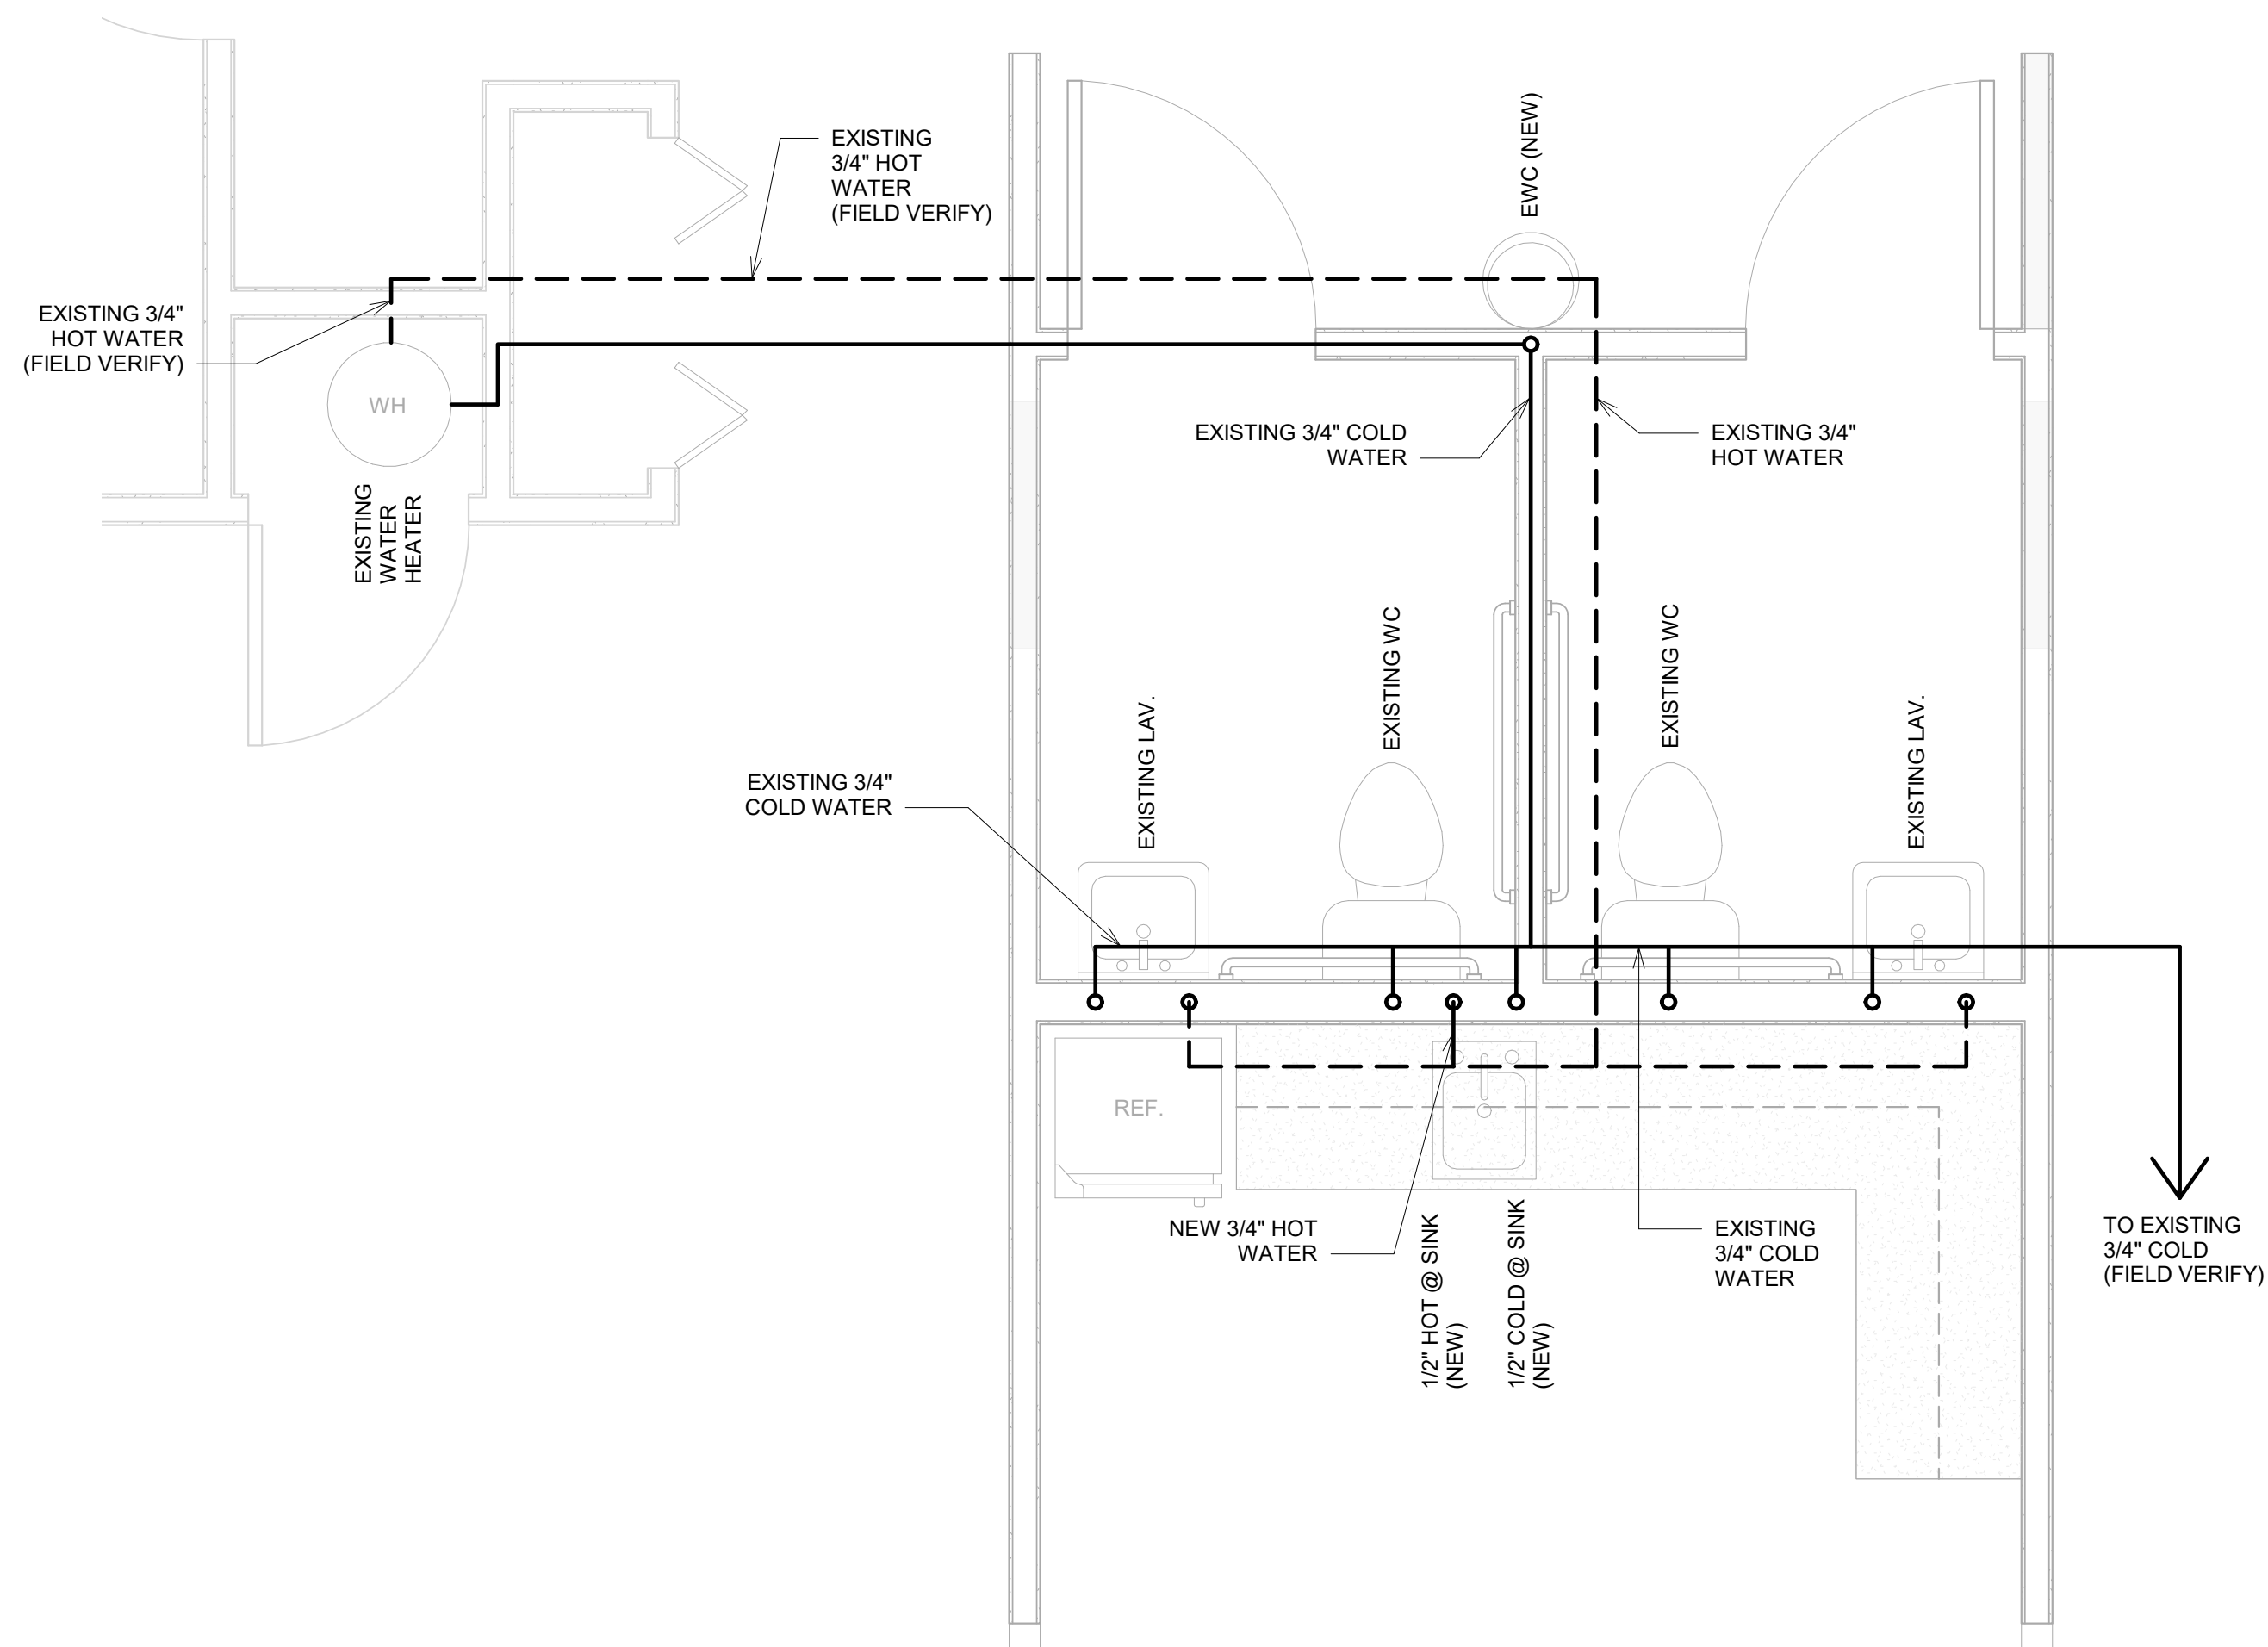 EXISTING
3/4" HOT
WATER
(FIELD VERIFY)
EWC (NEW)
EXISTING 3/4"
HOT WATER
(FIELD VERIFY)
WH
EXISTING
WATER
HEATER
EXISTING 3/4" COLD
WATER
EXISTING 3/4"
HOT WATER
EXISTING 3/4"
COLD WATER
EXISTING LAV.
EXISTING WC
EXISTING WC
EXISTING LAV.
REF.
NEW 3/4" HOT
WATER
1/2" HOT @ SINK
(NEW)
1/2" COLD @ SINK
(NEW)
EXISTING
3/4" COLD
WATER
TO EXISTING
3/4" COLD
(FIELD VERIFY)